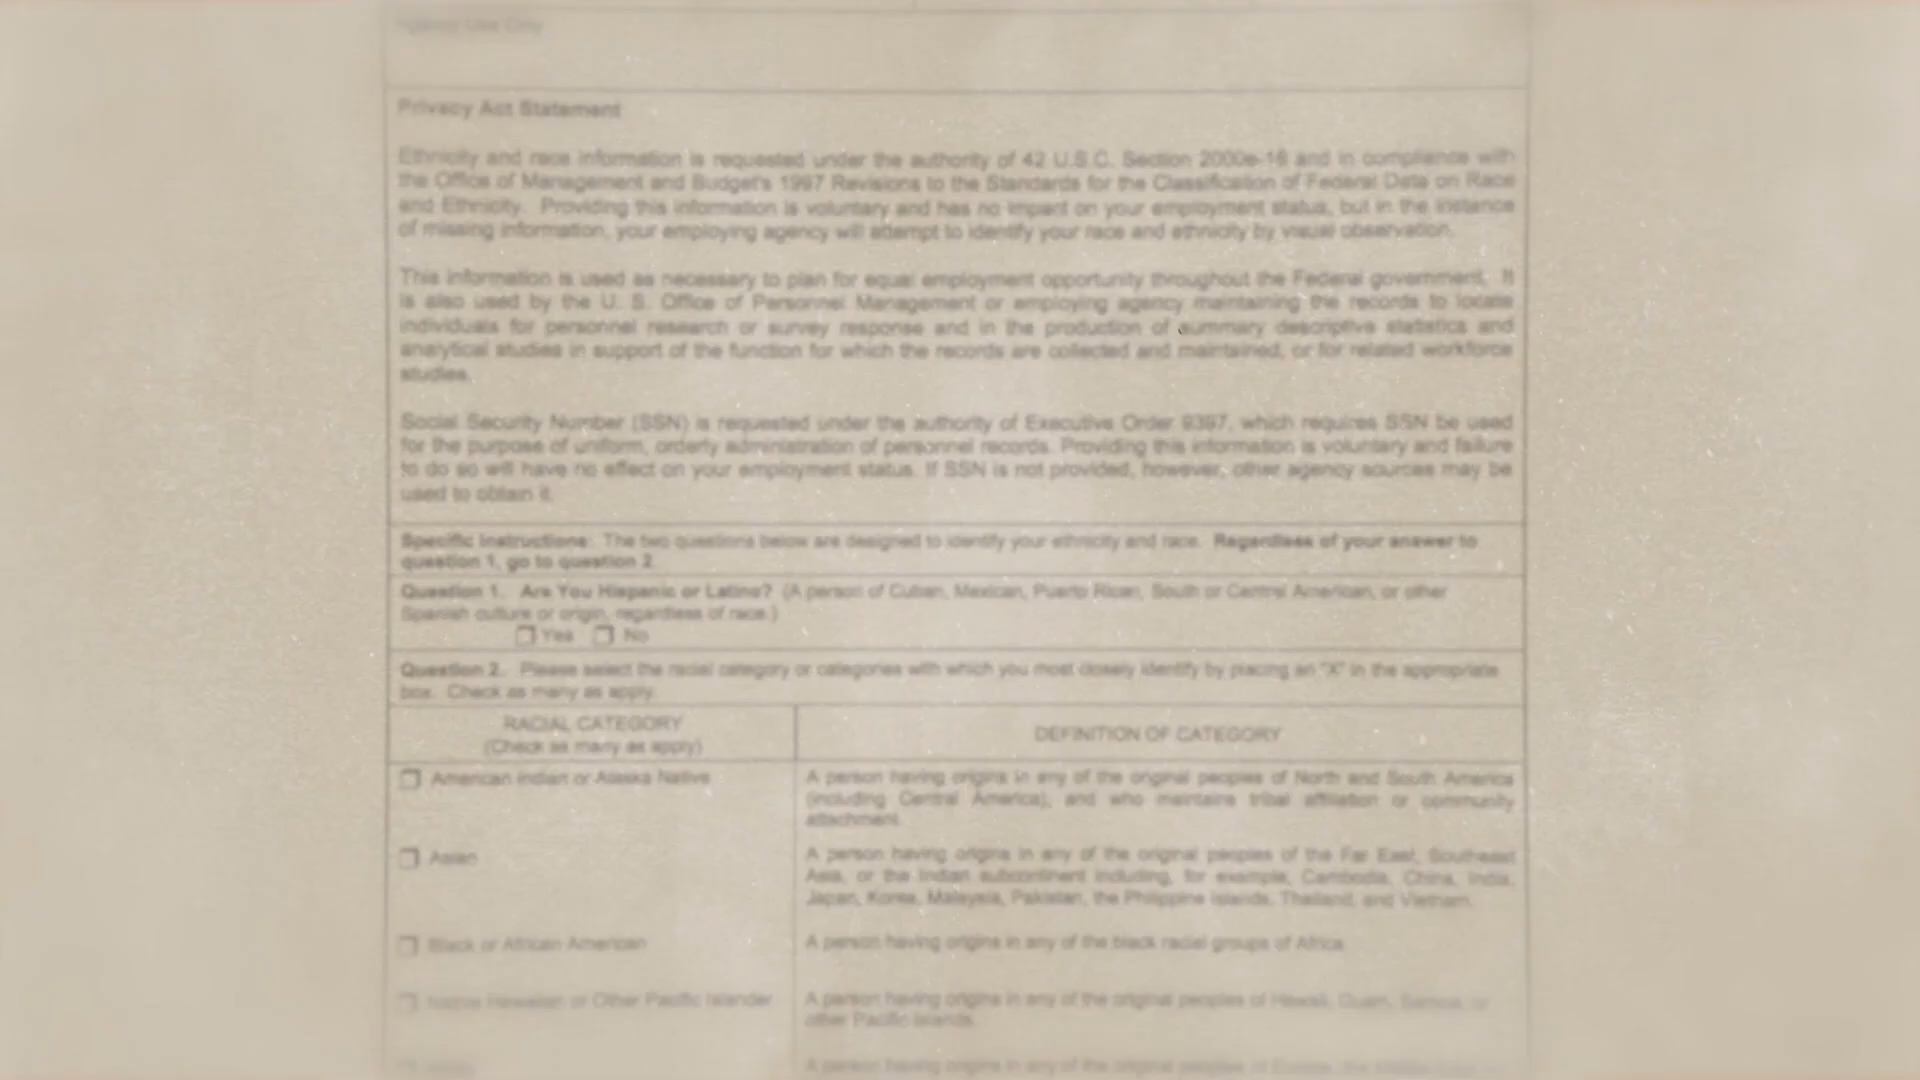 Agency Use Only
Privacy Act Statement
Ethnicity and race information is requested under the authority of 42 U.S.C. Section 2000e-16 and in compliance with
the Office of Management and Budget's 1997 Revisions to the Standards for the Classification of Federal Data on Race
and Ethnicity. Providing this information is voluntary and has no impact on your employment status, but in the instance
of missing information, your employing agency will attempt to identify your race and ethnicity by visual observation.
This information is used as necessary to plan for equal employment opportunity throughout the Federal government. It
is also used by the U. S. Office of Personnel Management or employing agency maintaining the records to locate
individuals for personnel research or survey response and in the production of summary descriptive statistics and
analytical studies in support of the function for which the records are collected and maintained, or for related workforce
studies.
Social Security Number (SSN) is requested under the authority of Executive Order 9397, which requires SSN be used
for the purpose of uniform, orderly administration of personnel records. Providing this information is voluntary and failure
to do so will have no effect on your employment status. If SSN is not provided, however, other agency sources may be
used to obtain it.
Specific Instructions: The two questions below are designed to identify your ethnicity and race. Regardless of your answer to
question 1, go to question 2.
Question 1. Are You Hispanic or Latino? (A person of Cuban, Mexican, Puerto Rican, South or Central American, or other
Spanish culture or origin, regardless of race.)
Yes No
Question 2. Please select the racial category or categories with which you most closely identify by placing an "X" in the appropriate
box. Check as many as apply.
RACIAL CATEGORY
(Check as many as apply)
DEFINITION OF CATEGORY
American Indian or Alaska Native
A person having origins in any of the original peoples of North and South America
(including Central America), and who maintains tribal affiliation or community
attachment.
Asian
A person having origins in any of the original peoples of the Far East, Southeast
Asia, or the Indian subcontinent including, for example, Cambodia, China, India,
Japan, Korea, Malaysia, Pakistan, the Philippine Islands, Thailand, and Vietnam.
Black or African American
A person having origins in any of the black racial groups of Africa.
Native Hawaiian or Other Pacific Islander
A person having origins in any of the original peoples of Hawaii, Guam, Samoa, or
other Pacific Islands.
A person having origins in any of the original peoples of Europe, the